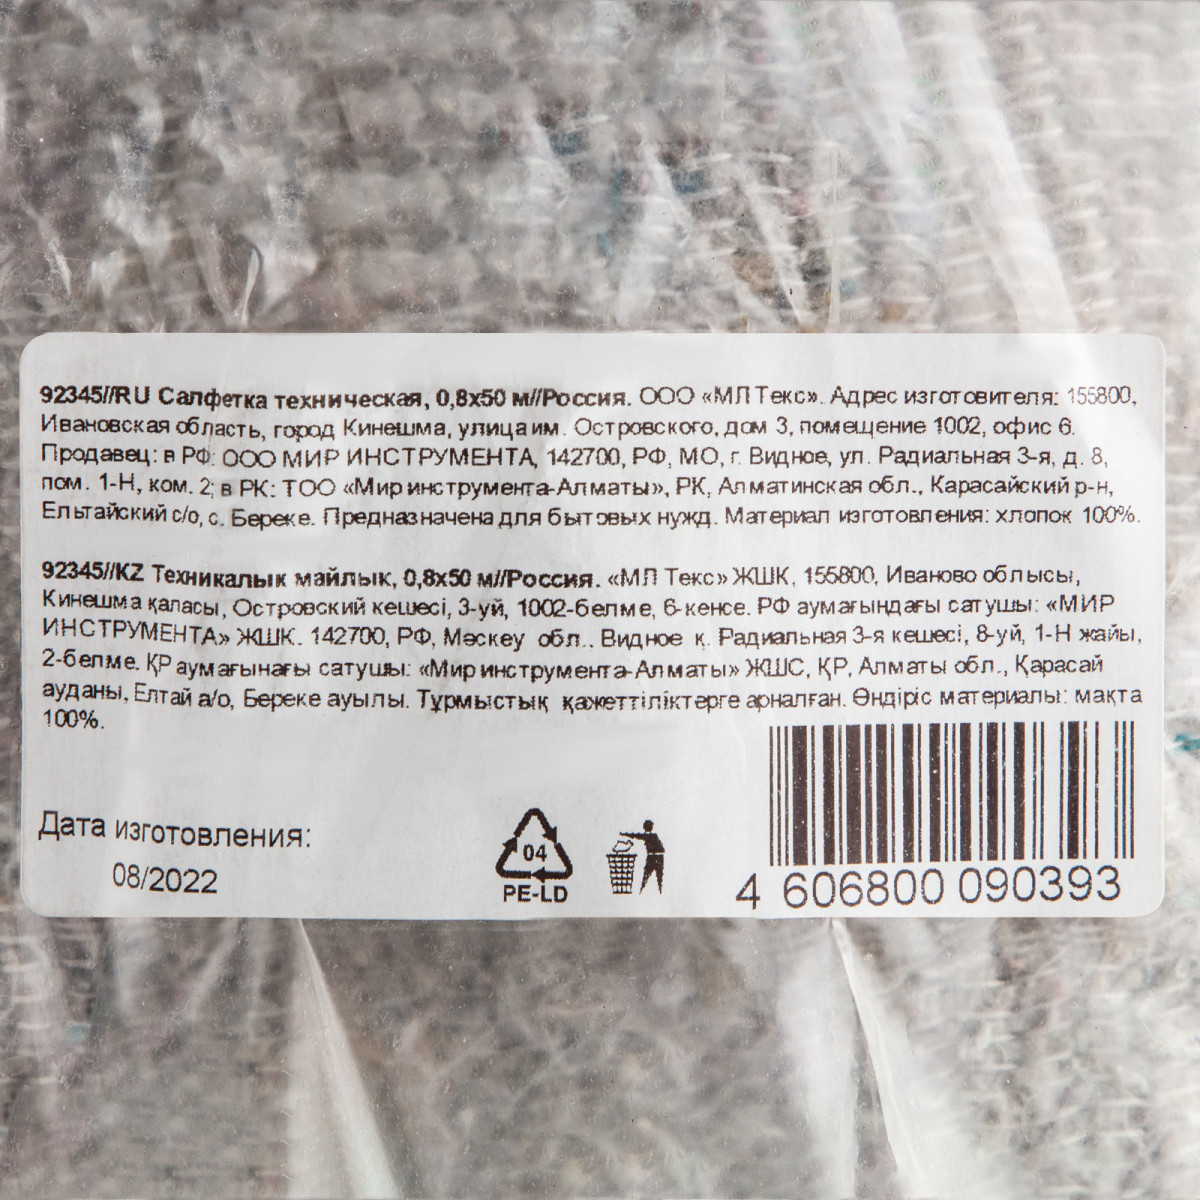 92345//RU Салфетка техническая, 0,8х50 м//Россия. ООО «МЛ Текс». Адрес изготовителя: 155800,
Ивановская область, город Кинешма, улица им. Островского, дом 3, помещение 1002, офис 6.
Продавец: в РФ: ООО МИР ИНСТРУМЕНТА, 142700, РФ, МО, г. Видное, ул. Радиальная 3-я, д. 8,
пом. 1-Н, ком. 2; в РК: ТОО «Мир инструмента-Алматы», РК, Алматинская обл., Карасайский р-н,
Ельтайский с/о, с. Береке. Предназначена для бытовых нужд. Материал изготовления: хлопок 100%.
92345//KZ Техникалык майлык, 0,8х50 м//Россия. «МЛ Текс» ЖШК, 155800, Иваново облысы,
Кинешма қаласы, Островский кешесі, 3-уй, 1002-белме, 6-кенсе. РФ аумағындағы сатушы: «МИР
ИНСТРУМЕНТА» ЖШК. 142700, РФ, Мәскеу обл.. Видное қ. Радиальная 3-я кешесі, 8-уй, 1-Н жайы,
2-белме. ҚР аумағынағы сатушы: «Мир инструмента-Алматы» ЖШС, ҚР, Алматы обл., Қарасай
ауданы, Елтай а/о, Береке ауылы. Тұрмыстық қажеттіліктерге арналған. Өндіріс материалы: мақта
100%.
Дата изготовления:
08/2022
04
PE-LD
4 606800 090393